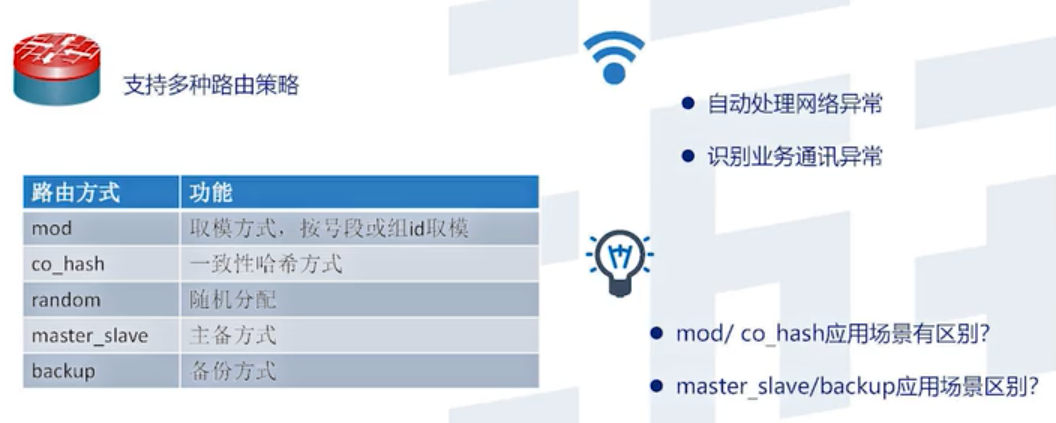 支持多种路由策略
路由方式 功能
mod 取模方式，按号段或组id取模
co_hash 一致性哈希方式
random 随机分配
master_slave 主备方式
backup 备份方式
● 自动处理网络异常
● 识别业务通讯异常
● mod/ co_hash应用场景有区别?
● master_slave/backup应用场景区别?